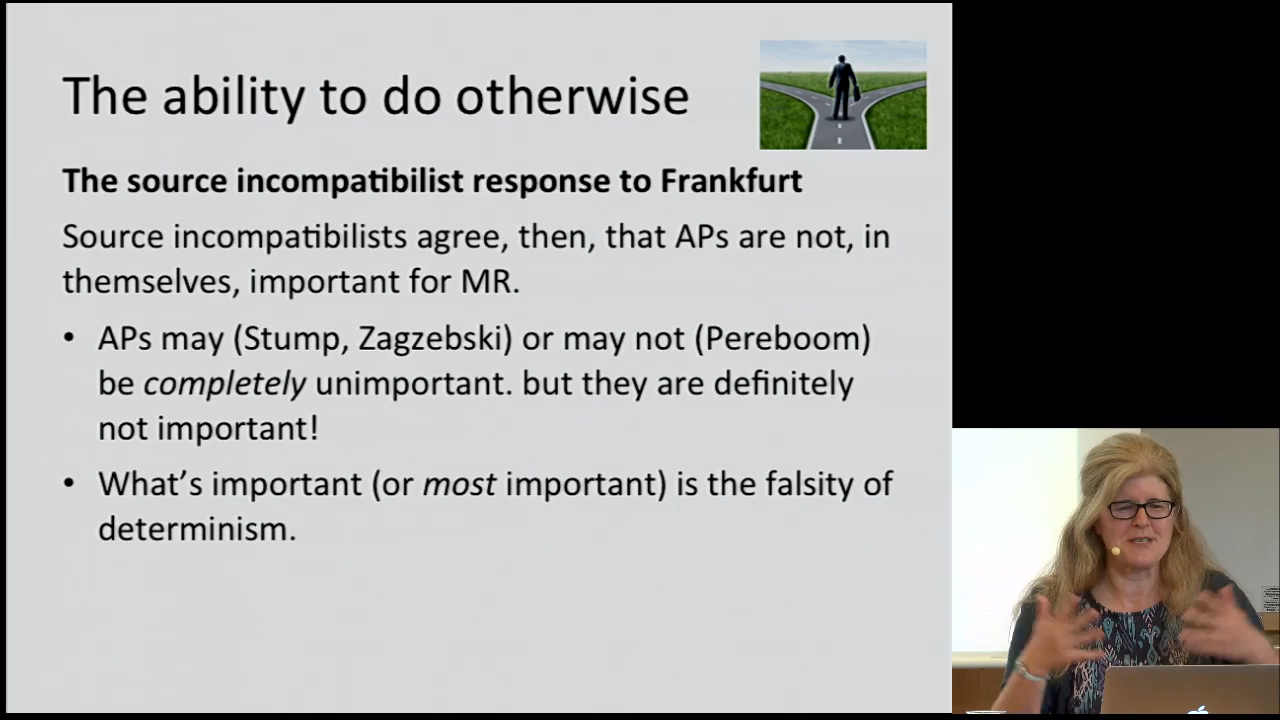 The ability to do otherwise
The source incompatibilist response to Frankfurt
Source incompatibilists agree, then, that APs are not, in
themselves, important for MR.
• APs may (Stump, Zagzebski) or may not (Pereboom)
be completely unimportant. but they are definitely
not important!
• What's important (or most important) is the falsity of
determinism.